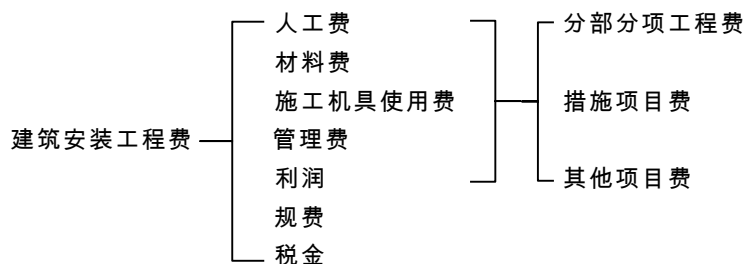 人工费
分部分项工程费
材料费
施工机具使用费
措施项目费
建筑安装工程费
管理费
利润
其他项目费
规费
税金